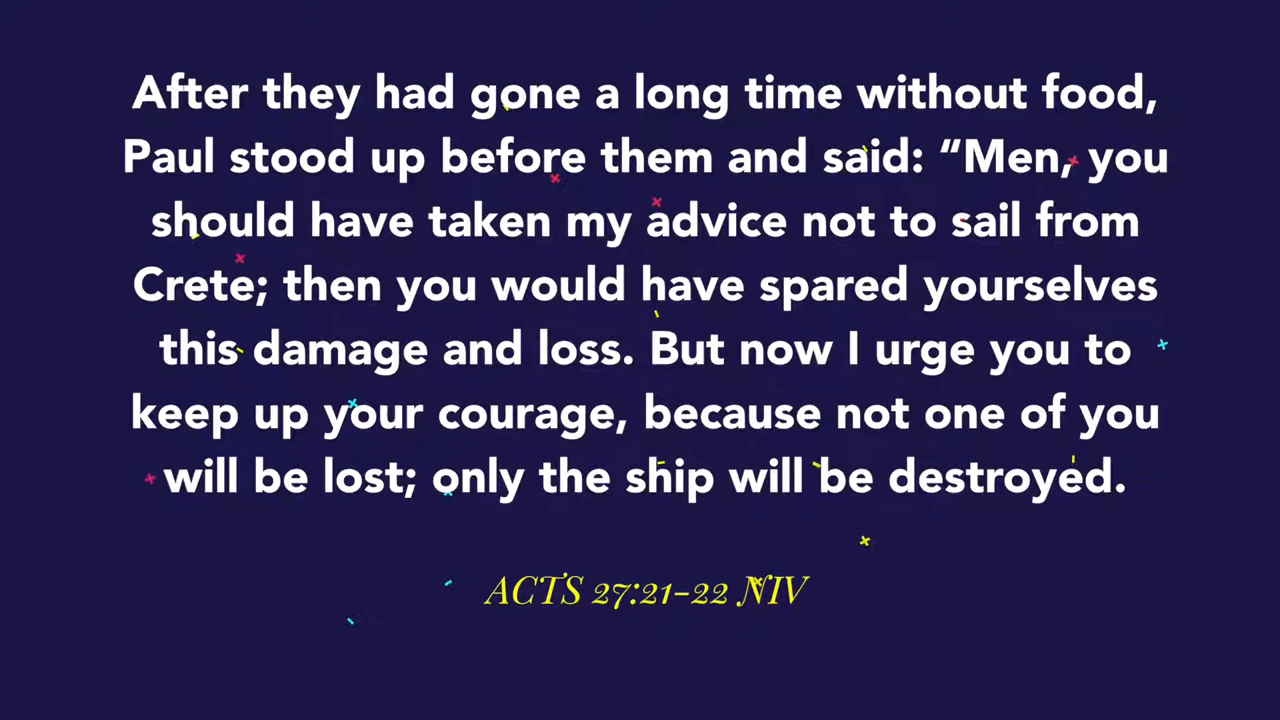 After they had gone a long time without food,
Paul stood up before them and said: “Men, you
should have taken my advice not to sail from
Crete; then you would have spared yourselves
this damage and loss. But now I urge you to
keep up your courage, because not one of you
will be lost; only the ship will be destroyed.
ACTS 27:21-22 NIV